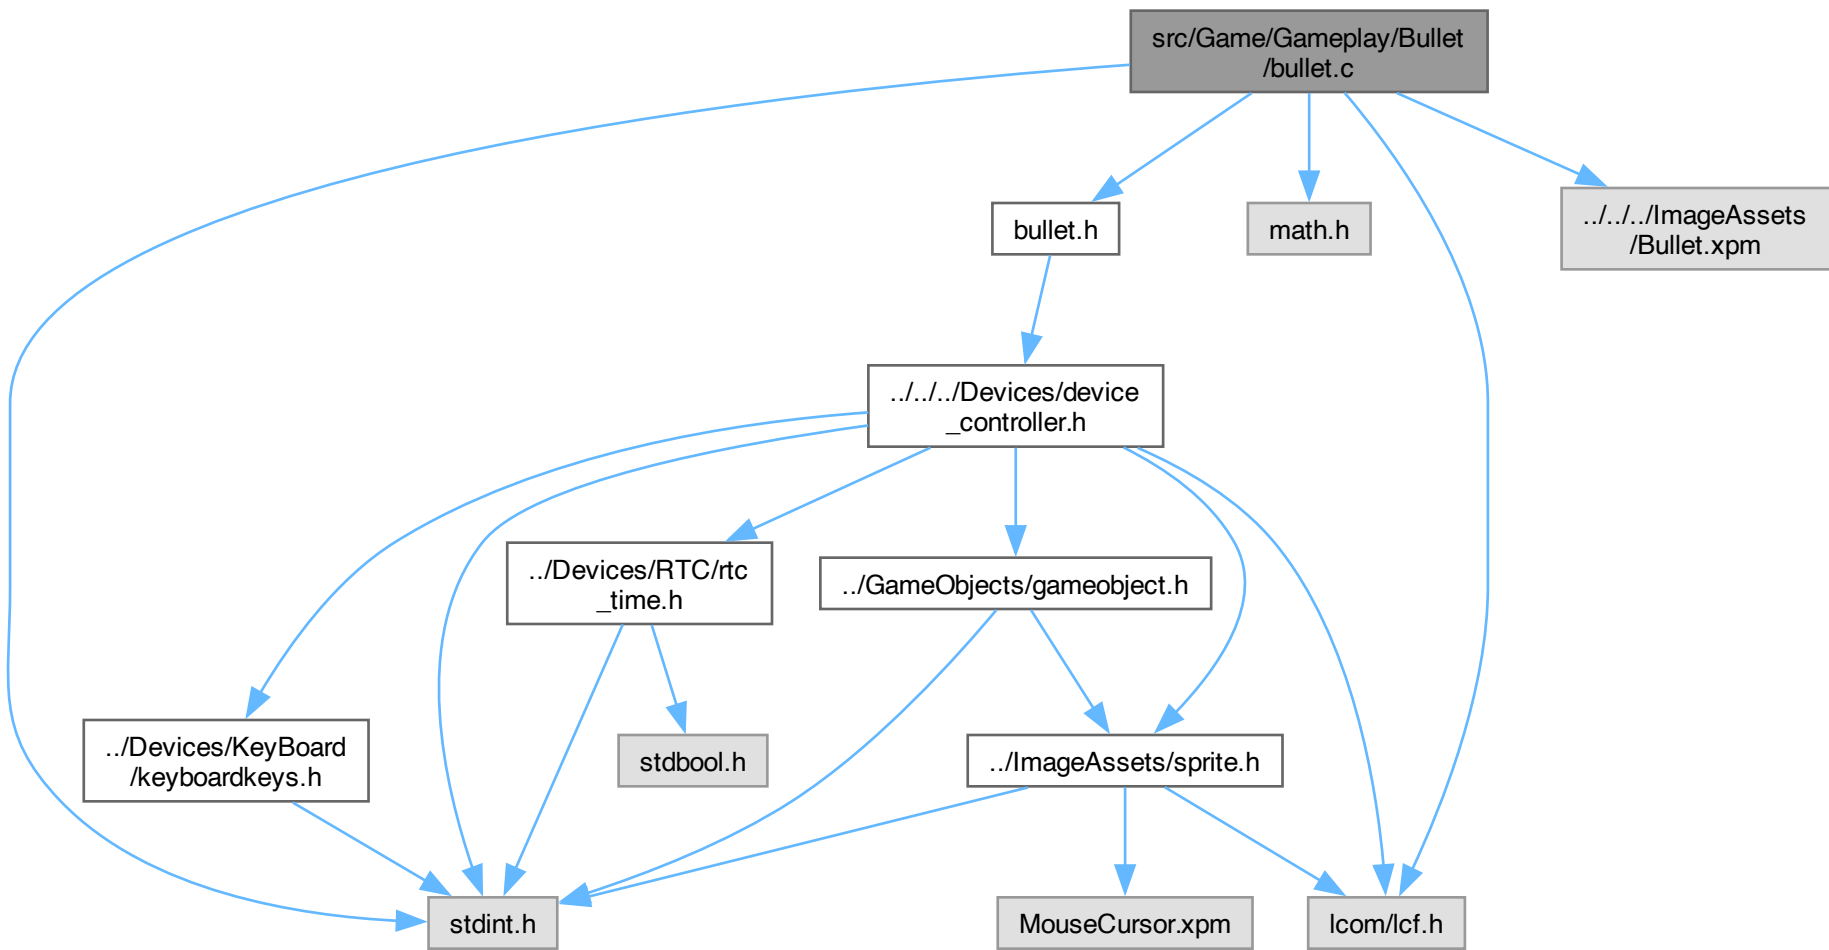 src/Game/Gameplay/Bullet
/bullet.c
bullet.h
math.h
../../../ImageAssets
/Bullet.xpm
../../../Devices/device
_controller.h
../Devices/RTC/rtc
_time.h
../GameObjects/gameobject.h
../Devices/KeyBoard
/keyboardkeys.h
stdbool.h
../ImageAssets/sprite.h
stdint.h
MouseCursor.xpm
lcom/lcf.h